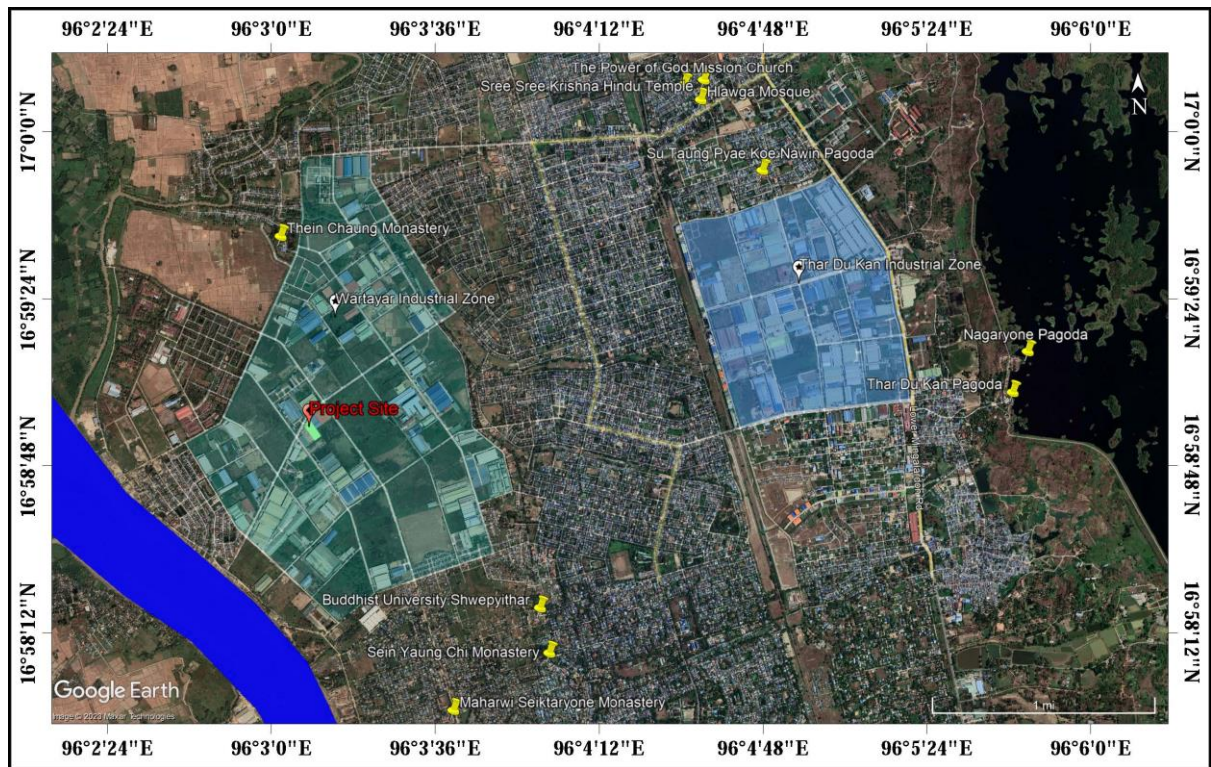 96°2'24"E 96°3'0"E 96°3'36"E 96°4'12"E 96°4'48"E 96°5'24"E 96°6'0"E
The Power of God Mission Church
Sree Sree Krishna Hindu Temple
Hlawga Mosque
N
17°0'0"N
17°0'0"N
Su Taung Pyae Koe Nawin Pagoda
Thein Chaung Monastery
Thar Du Kan Industrial Zone
Wartayar Industrial Zone
16°59'24"N
16°59'24"N
Nagaryone Pagoda
Thar Du Kan Pagoda
Project Site
16°58'48"N
16°58'48"N
Buddhist University Shwepyithar
16°58'12"N
16°58'12"N
Sein Yaung Chi Monastery
Google Earth
Maharwi Seiktaryone Monastery
1 mi
Image © 2023 Maxar Technologies
96°2'24"E 96°3'0"E 96°3'36"E 96°4'12"E 96°4'48"E 96°5'24"E 96°6'0"E